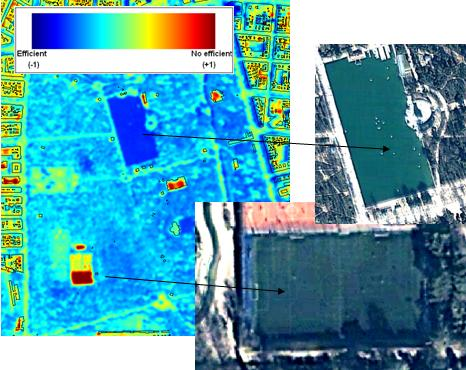 Efficient
No efficient
(-1)
(+1)